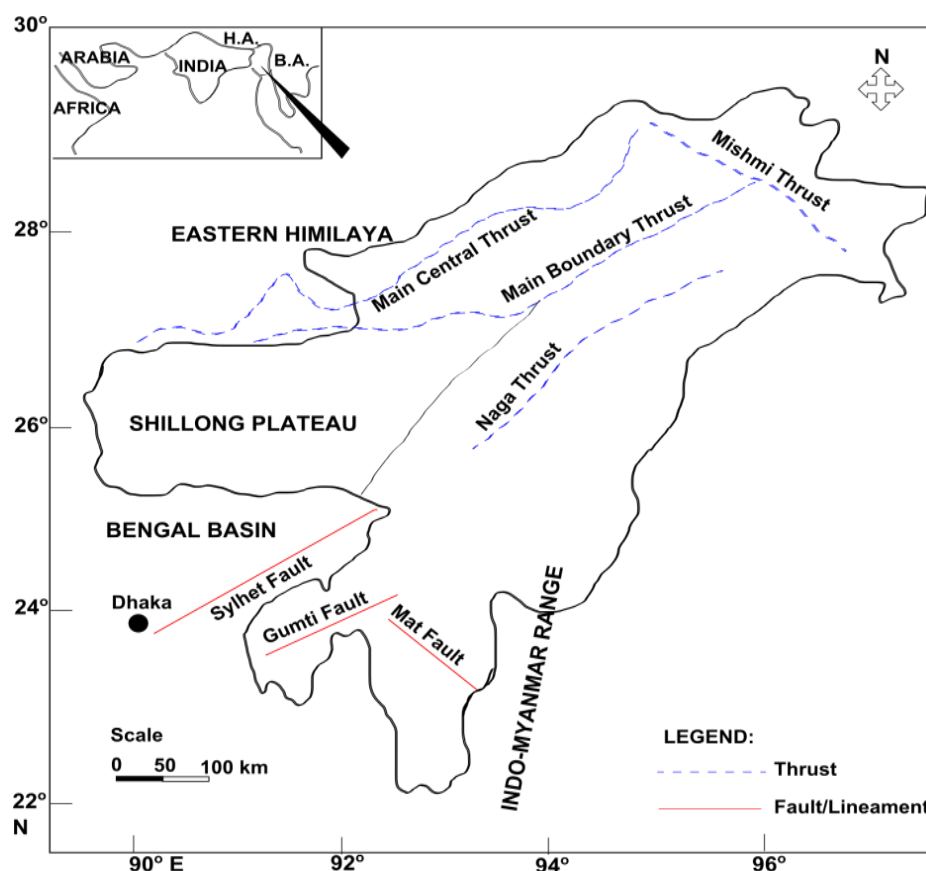 30°
H.A.
ARABIA
INDIA
B.A.
AFRICA
N
Mishmi Thrust
28°
EASTERN HIMILAYA
Main Central Thrust
Main Boundary Thrust
Naga Thrust
26°
SHILLONG PLATEAU
BENGAL BASIN
Sylhet Fault
Dhaka
24°
Gumti Fault
Mat Fault
INDO-MYANMAR RANGE
Scale
0 50 100 km
LEGEND:
Thrust
Fault/Lineament
22°
N
90° E 92° 94° 96°